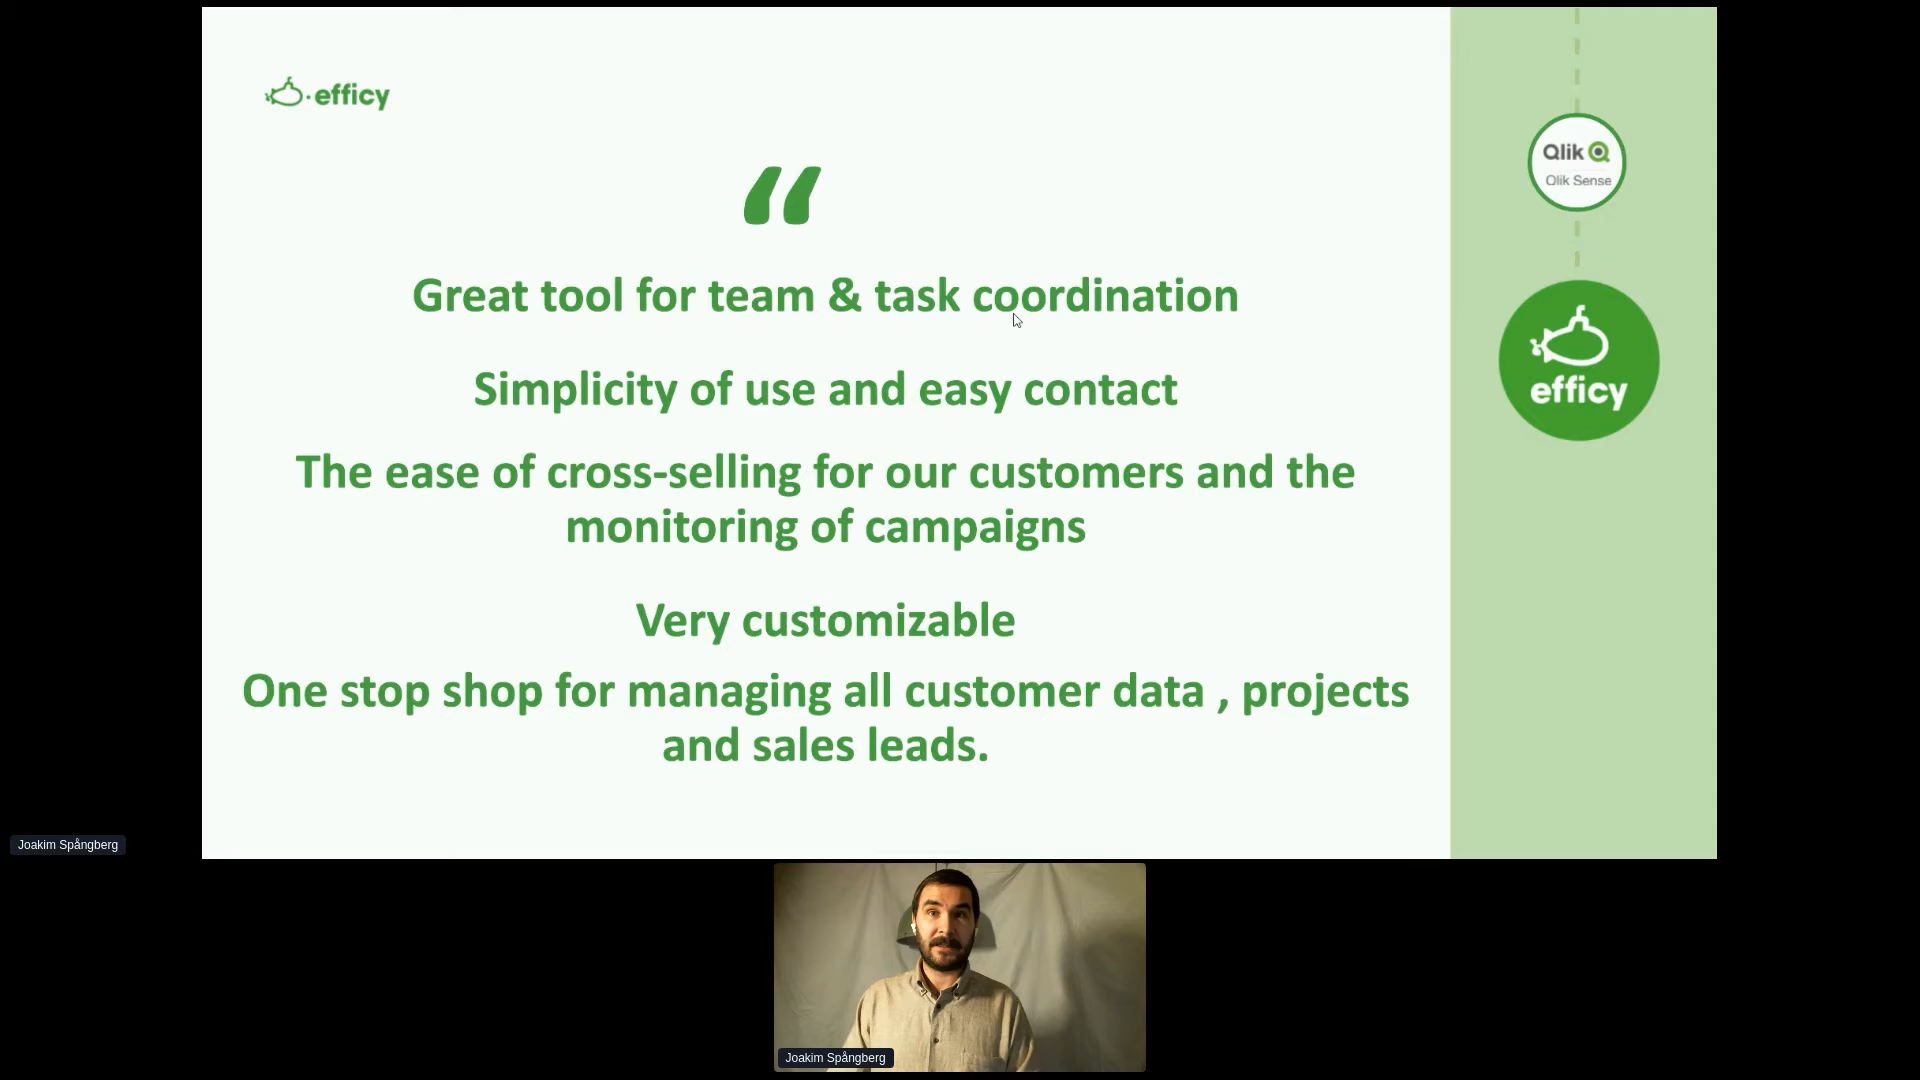 efficy
“
Great tool for team & task coordination
Simplicity of use and easy contact
The ease of cross-selling for our customers and the
monitoring of campaigns
Very customizable
One stop shop for managing all customer data , projects
and sales leads.
Qlik
Qlik Sense
efficy
Joakim Spångberg
Joakim Spångberg